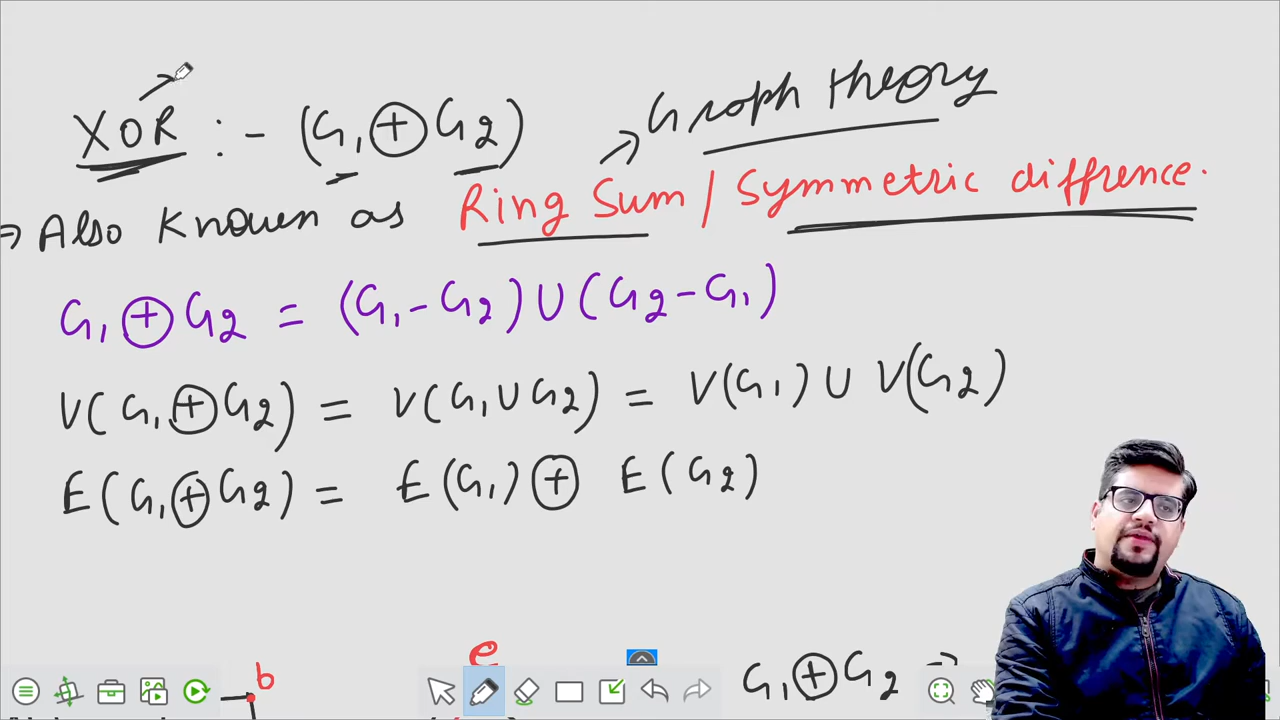 Graph theory
XOR :- (G₁ ⊕ G₂)
⇒ Also Known as Ring Sum / Symmetric diffrence.
G₁ ⊕ G₂ = (G₁ - G₂) ∪ (G₂ - G₁)
V(G₁ ⊕ G₂) = V(G₁ ∪ G₂) = V(G₁) ∪ V(G₂)
E(G₁ ⊕ G₂) = E(G₁) ⊕ E(G₂)
e
b
G₁ ⊕ G₂ →